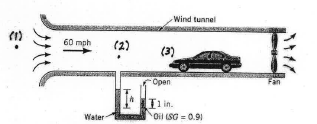 Wind tunnel
(1)
60 mph
(2)
(3)
Fan
Open
h
1 in.
Water
Oil (SG = 0.9)